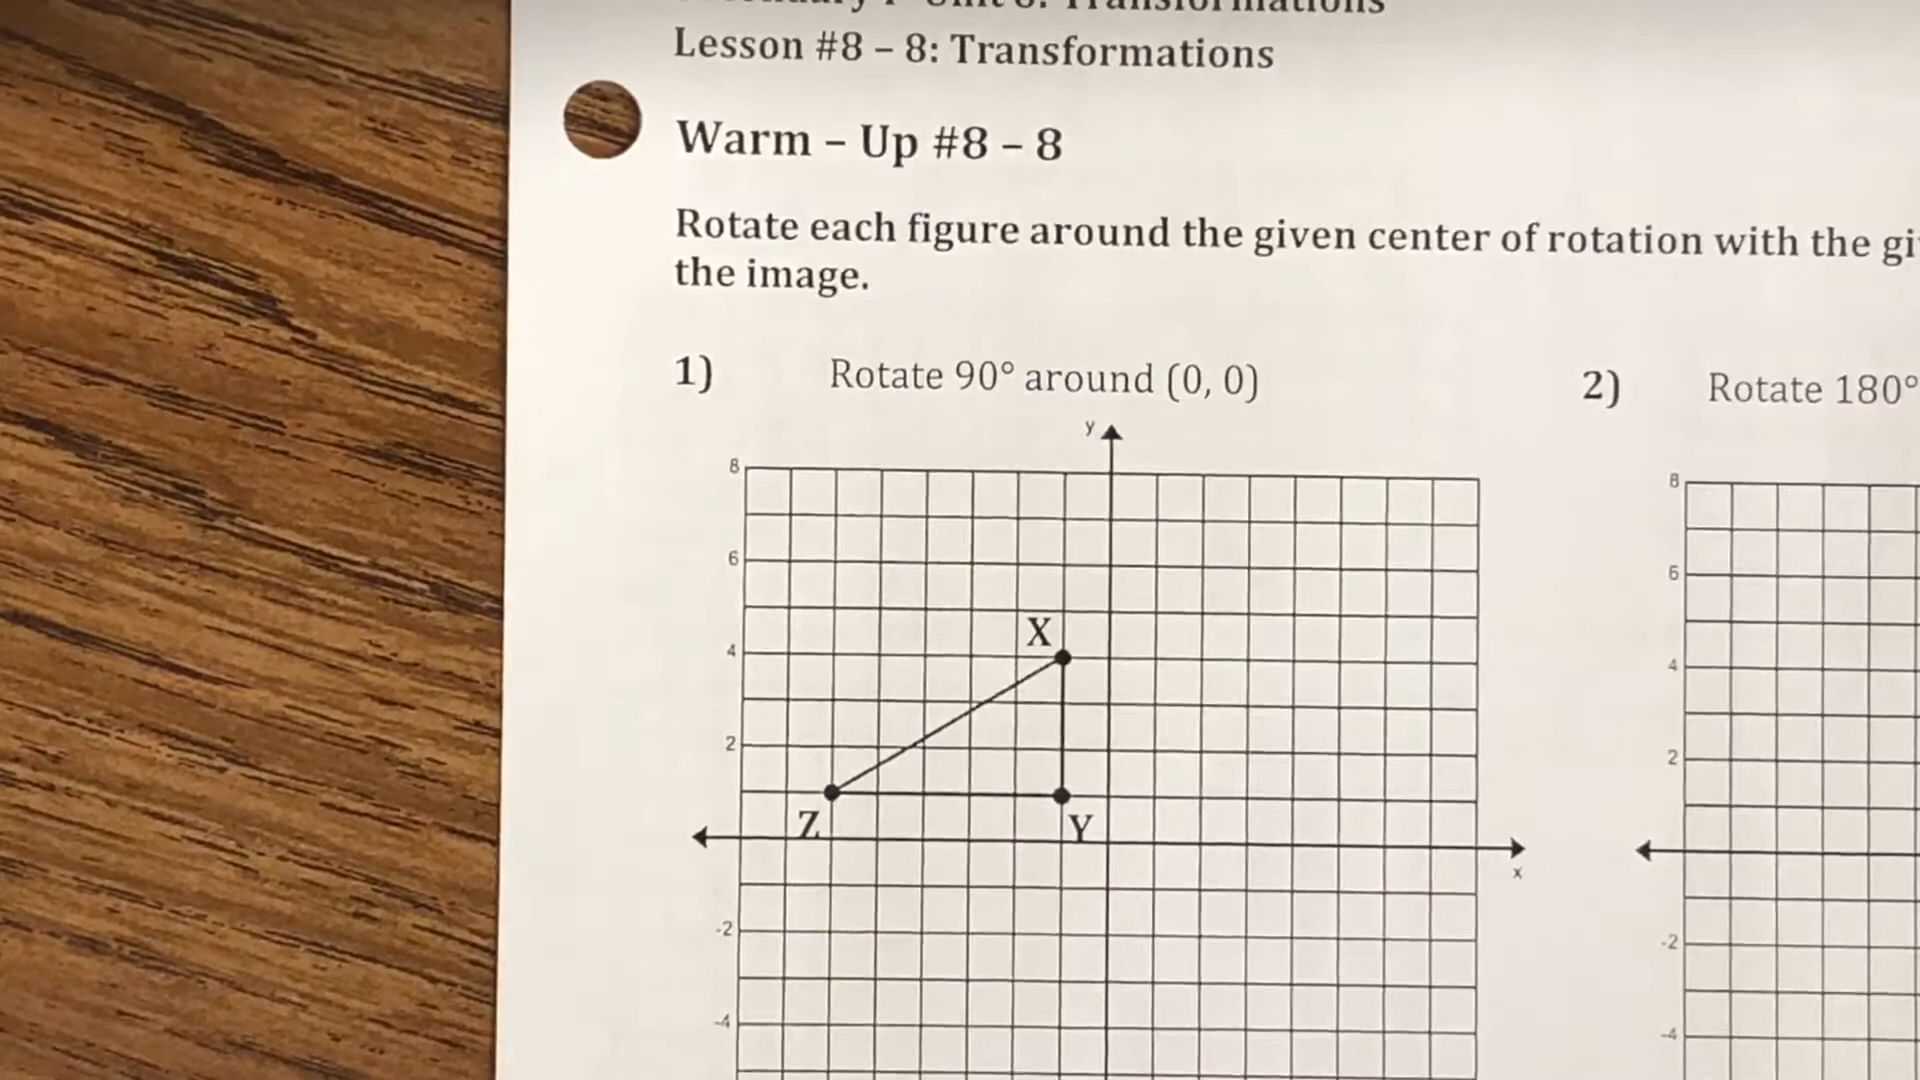 Transformations
Lesson #8 – 8: Transformations
Warm – Up #8 – 8
Rotate each figure around the given center of rotation with the
the image.
1) Rotate 90° around (0, 0)
2) Rotate 180°
y
8
6
4
2
-2
-4
X
Z
Y
x
8
6
4
2
-2
-4